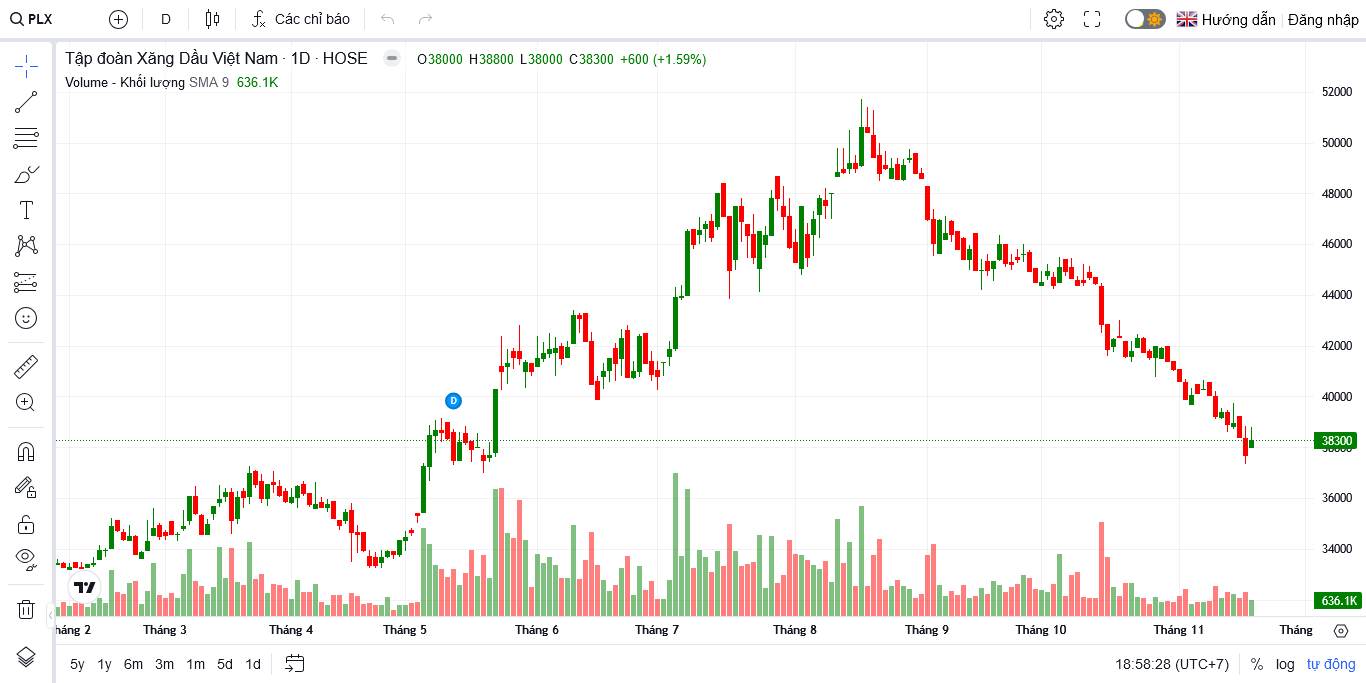 PLX
D
Các chỉ báo
Hướng dẫn
Đăng nhập
Tập đoàn Xăng Dầu Việt Nam · 1D · HOSE
O38000 H38800 L38000 C38300 +600 (+1.59%)
Volume - Khối lượng SMA 9 636.1K
52000
50000
48000
46000
44000
42000
40000
38300
38000
36000
34000
636.1K
D
háng 2
Tháng 3
Tháng 4
Tháng 5
Tháng 6
Tháng 7
Tháng 8
Tháng 9
Tháng 10
Tháng 11
Tháng
5y 1y 6m 3m 1m 5d 1d
18:58:28 (UTC+7)
%
log
tự động